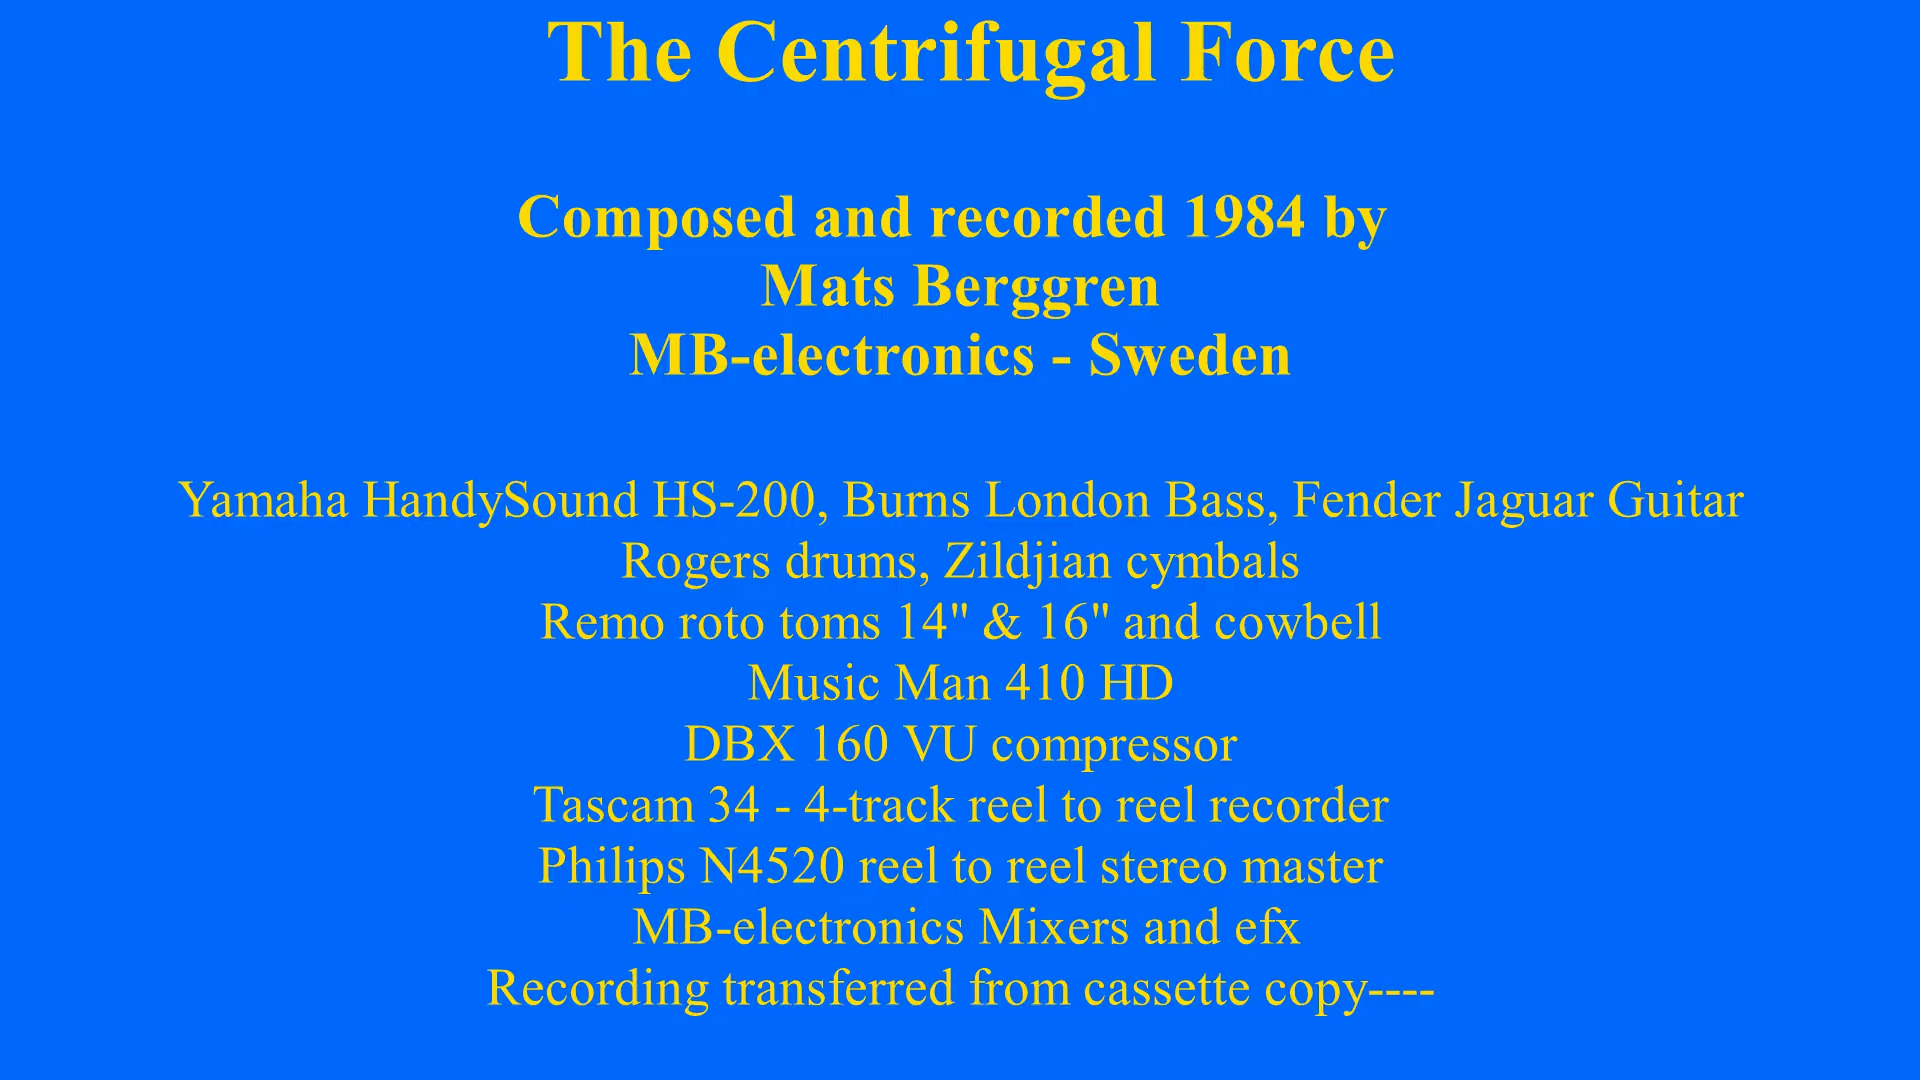 The Centrifugal Force
Composed and recorded 1984 by
Mats Berggren
MB-electronics - Sweden
Yamaha HandySound HS-200, Burns London Bass, Fender Jaguar Guitar
Rogers drums, Zildjian cymbals
Remo roto toms 14" & 16" and cowbell
Music Man 410 HD
DBX 160 VU compressor
Tascam 34 - 4-track reel to reel recorder
Philips N4520 reel to reel stereo master
MB-electronics Mixers and efx
Recording transferred from cassette copy----